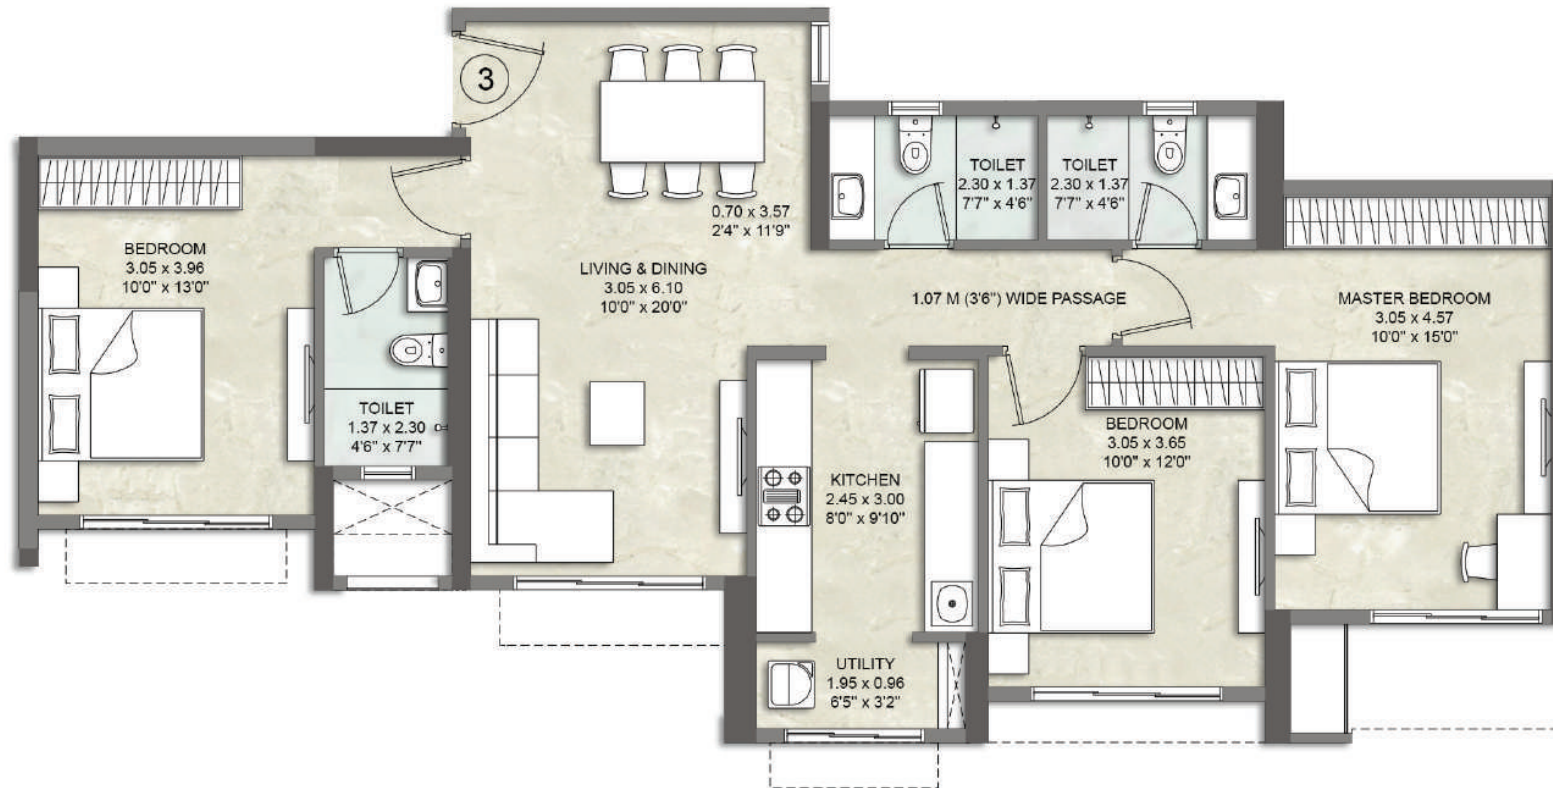 3
TOILET
2.30 x 1.37
7'7" x 4'6"
TOILET
2.30 x 1.37
7'7" x 4'6"
0.70 x 3.57
2'4" x 11'9"
BEDROOM
3.05 x 3.96
10'0" x 13'0"
LIVING & DINING
3.05 x 6.10
10'0" x 20'0"
1.07 M (3'6") WIDE PASSAGE
MASTER BEDROOM
3.05 x 4.57
10'0" x 15'0"
TOILET
1.37 x 2.30
4'6" x 7'7"
BEDROOM
3.05 x 3.65
10'0" x 12'0"
KITCHEN
2.45 x 3.00
8'0" x 9'10"
UTILITY
1.95 x 0.96
6'5" x 3'2"